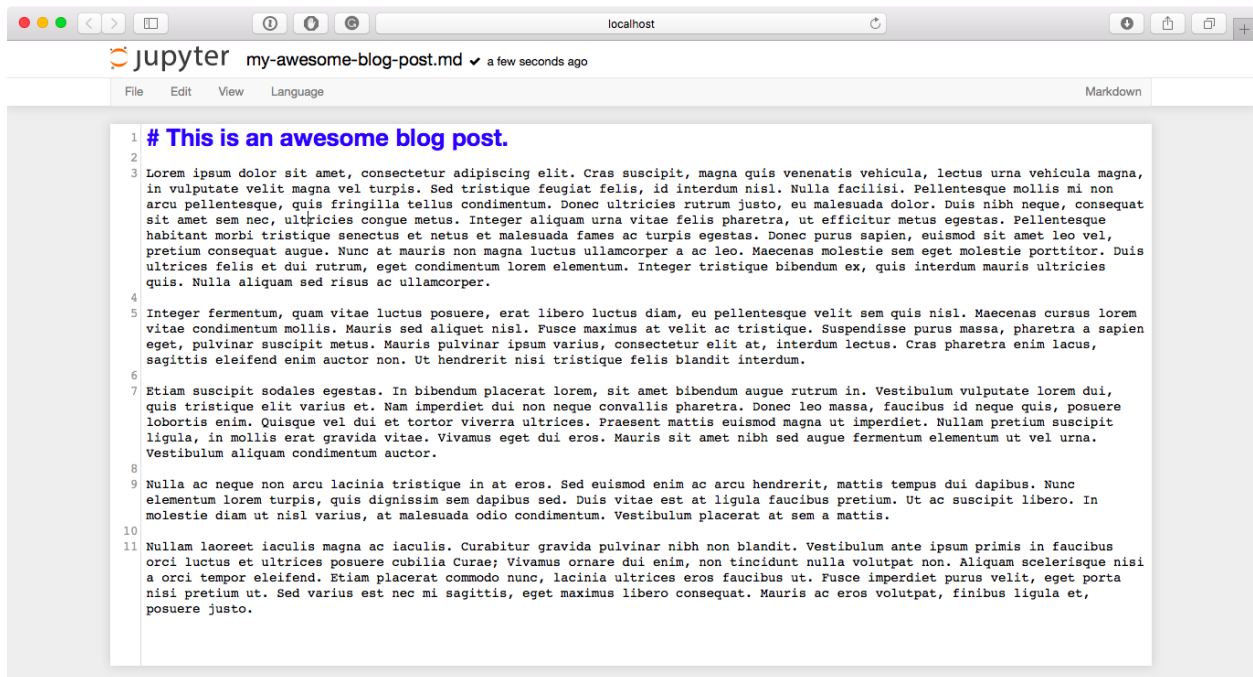 localhost
jupyter my-awesome-blog-post.md ✔ a few seconds ago
File Edit View Language Markdown
1 # This is an awesome blog post.
2
3 Lorem ipsum dolor sit amet, consectetur adipiscing elit. Cras suscipit, magna quis venenatis vehicula, lectus urna vehicula magna,
in vulputate velit magna vel turpis. Sed tristique feugiat felis, id interdum nisl. Nulla facilisi. Pellentesque mollis mi non
arcu pellentesque, quis fringilla tellus condimentum. Donec ultricies rutrum justo, eu malesuada dolor. Duis nibh neque, consequat
sit amet sem nec, ultricies congue metus. Integer aliquam urna vitae felis pharetra, ut efficitur metus egestas. Pellentesque
habitant morbi tristique senectus et netus et malesuada fames ac turpis egestas. Donec purus sapien, euismod sit amet leo vel,
pretium consequat augue. Nunc at mauris non magna luctus ullamcorper a ac leo. Maecenas molestie sem eget molestie porttitor. Duis
ultrices felis et dui rutrum, eget condimentum lorem elementum. Integer tristique bibendum ex, quis interdum mauris ultricies
quis. Nulla aliquam sed risus ac ullamcorper.
4
5 Integer fermentum, quam vitae luctus posuere, erat libero luctus diam, eu pellentesque velit sem quis nisl. Maecenas cursus lorem
vitae condimentum mollis. Mauris sed aliquet nisl. Fusce maximus at velit ac tristique. Suspendisse purus massa, pharetra a sapien
eget, pulvinar suscipit metus. Mauris pulvinar ipsum varius, consectetur elit at, interdum lectus. Cras pharetra enim lacus,
sagittis eleifend enim auctor non. Ut hendrerit nisi tristique felis blandit interdum.
6
7 Etiam suscipit sodales egestas. In bibendum placerat lorem, sit amet bibendum augue rutrum in. Vestibulum vulputate lorem dui,
quis tristique elit varius et. Nam imperdiet dui non neque convallis pharetra. Donec leo massa, faucibus id neque quis, posuere
lobortis enim. Quisque vel dui et tortor viverra ultrices. Praesent mattis euismod magna ut imperdiet. Nullam pretium suscipit
ligula, in mollis erat gravida vitae. Vivamus eget dui eros. Mauris sit amet nibh sed augue fermentum elementum ut vel urna.
Vestibulum aliquam condimentum auctor.
8
9 Nulla ac neque non arcu lacinia tristique in at eros. Sed euismod enim ac arcu hendrerit, mattis tempus dui dapibus. Nunc
elementum lorem turpis, quis dignissim sem dapibus sed. Duis vitae est at ligula faucibus pretium. Ut ac suscipit libero. In
molestie diam ut nisl varius, at malesuada odio condimentum. Vestibulum placerat at sem a mattis.
10
11 Nullam laoreet iaculis magna ac iaculis. Curabitur gravida pulvinar nibh non blandit. Vestibulum ante ipsum primis in faucibus
orci luctus et ultrices posuere cubilia Curae; Vivamus ornare dui enim, non tincidunt nulla volutpat non. Aliquam scelerisque nisi
a orci tempor eleifend. Etiam placerat commodo nunc, lacinia ultrices eros faucibus ut. Fusce imperdiet purus velit, eget porta
nisi pretium ut. Sed varius est nec mi sagittis, eget maximus libero consequat. Mauris ac eros volutpat, finibus ligula et,
posuere justo.